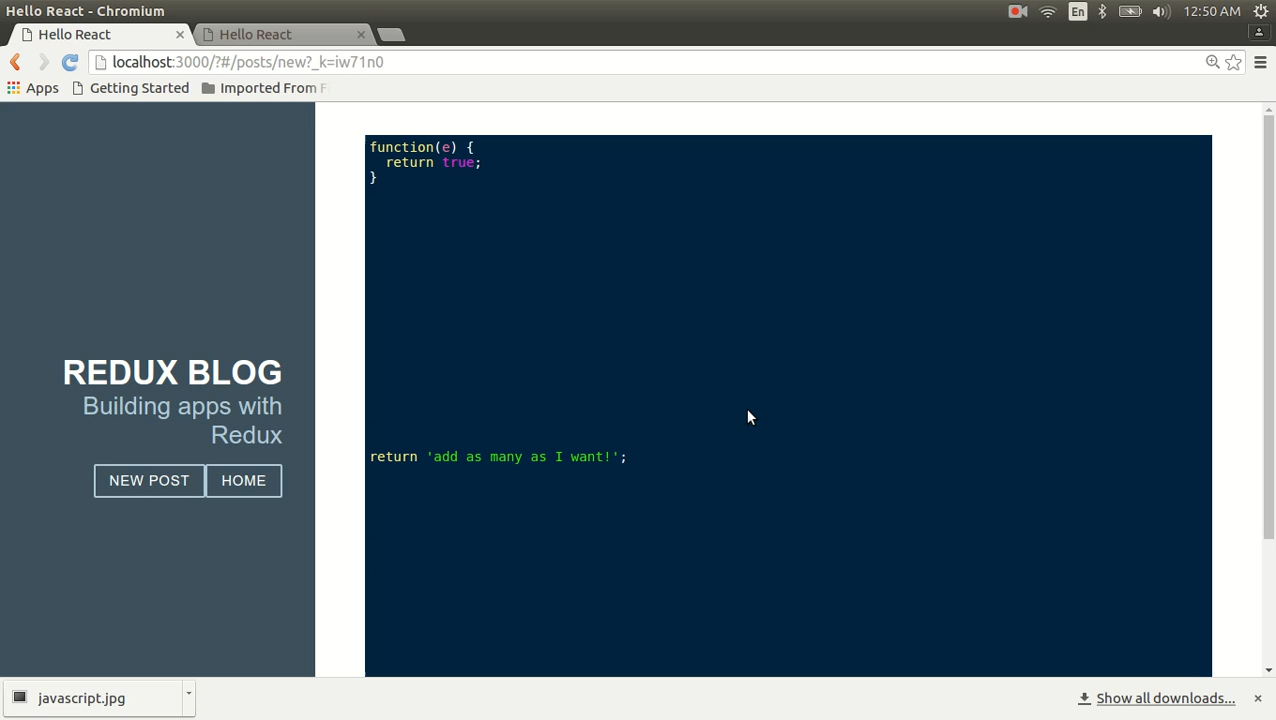 Hello React - Chromium
En
12:50 AM
Hello React
Hello React
localhost:3000/?#/posts/new?_k=iw71n0
Apps
Getting Started
Imported From F
function(e) {
  return true;
}
return 'add as many as I want!';
REDUX BLOG
Building apps with
Redux
NEW POST
HOME
javascript.jpg
Show all downloads...